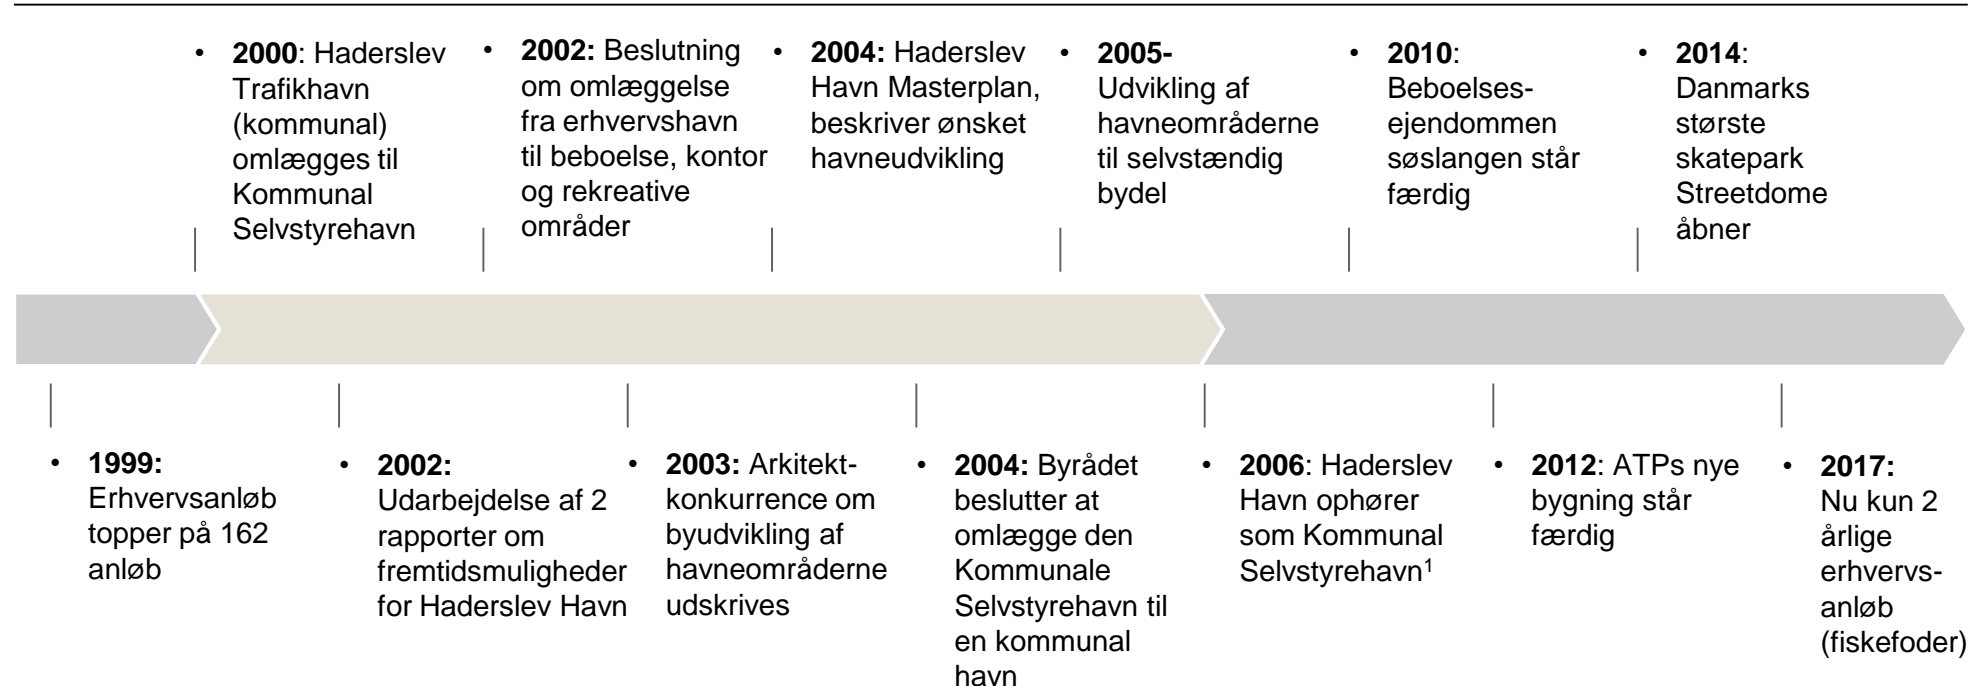 • 2000: Haderslev
Trafikhavn
(kommunal)
omlægges til
Kommunal
Selvstyrehavn
• 2002: Beslutning
om omlæggelse
fra erhvervshavn
til beboelse, kontor
og rekreative
områder
• 2004: Haderslev
Havn Masterplan,
beskriver ønsket
havneudvikling
• 2005-
Udvikling af
havneområderne
til selvstændig
bydel
• 2010:
Beboelses-
ejendommen
søslangen står
færdig
• 2014:
Danmarks
største
skatepark
Streetdome
åbner
• 1999:
Erhvervsanløb
topper på 162
anløb
• 2002:
Udarbejdelse af 2
rapporter om
fremtidsmuligheder
for Haderslev Havn
• 2003: Arkitekt-
konkurrence om
byudvikling af
havneområderne
udskrives
• 2004: Byrådet
beslutter at
omlægge den
Kommunale
Selvstyrehavn til
en kommunal
havn
• 2006: Haderslev
Havn ophører
som Kommunal
Selvstyrehavn¹
• 2012: ATPs nye
bygning står
færdig
• 2017:
Nu kun 2
årlige
erhvervs-
anløb
(fiskefoder)